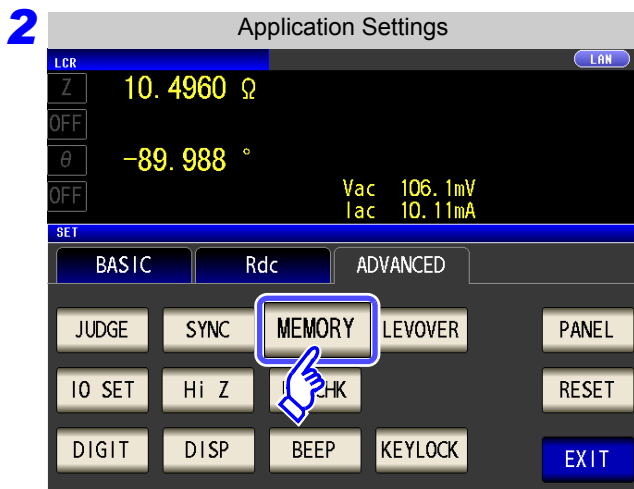 2
Application Settings
LCR
LAN
Z 10.4960 Ω
OFF
θ -89.988 °
OFF
Vac 106.1mV
Iac 10.11mA
SET
BASIC Rdc ADVANCED
JUDGE SYNC MEMORY LEVOVER PANEL
IO SET Hi Z CHK RESET
DIGIT DISP BEEP KEYLOCK EXIT